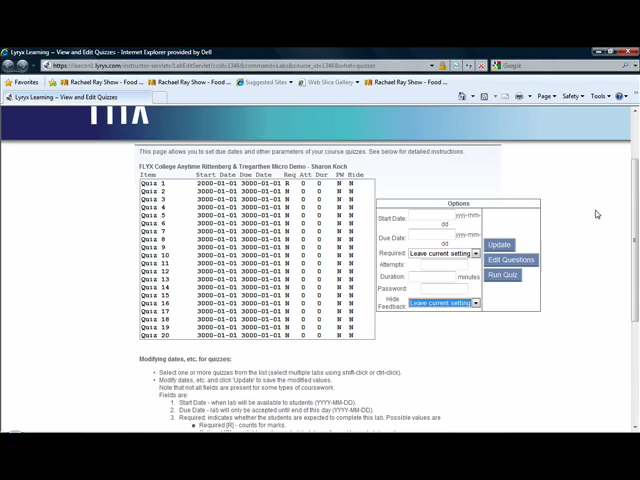 Lyryx Learning ~ View and Edit Quizzes - Internet Explorer provided by Dell
Google
Favorites Rachael Ray Show - Food ... Rachael Ray Show - Food ... Suggested Sites Web Slice Gallery Rachael Ray Show - Food ...
Lyryx Learning ~ View and Edit Quizzes
Page Safety Tools
This page allows you to set due dates and other parameters of your course quizzes. See below for detailed instructions.
FLYX College Anytime Rittenberg & Tregarthen Micro Demo - Sharon Koch
Item Start Date Due Date Req Att Dur PW Hide
Quiz 1 2000-01-01 3000-01-01 R 0 0 N N
Quiz 2 3000-01-01 3000-01-01 N 0 0 N N
Quiz 3 3000-01-01 3000-01-01 N 0 0 N N
Quiz 4 3000-01-01 3000-01-01 N 0 0 N N
Quiz 5 3000-01-01 3000-01-01 N 0 0 N N
Quiz 6 3000-01-01 3000-01-01 N 0 0 N N
Quiz 7 3000-01-01 3000-01-01 N 0 0 N N
Quiz 8 3000-01-01 3000-01-01 N 0 0 N N
Quiz 9 3000-01-01 3000-01-01 N 0 0 N N
Quiz 10 3000-01-01 3000-01-01 N 0 0 N N
Quiz 11 3000-01-01 3000-01-01 N 0 0 N N
Quiz 12 3000-01-01 3000-01-01 N 0 0 N N
Quiz 13 3000-01-01 3000-01-01 N 0 0 N N
Quiz 14 3000-01-01 3000-01-01 N 0 0 N N
Quiz 15 3000-01-01 3000-01-01 N 0 0 N N
Quiz 16 3000-01-01 3000-01-01 N 0 0 N N
Quiz 17 3000-01-01 3000-01-01 N 0 0 N N
Quiz 18 3000-01-01 3000-01-01 N 0 0 N N
Quiz 19 3000-01-01 3000-01-01 N 0 0 N N
Quiz 20 3000-01-01 3000-01-01 N 0 0 N N
Options
Start Date: yyyy-mm-
dd
Due Date: yyyy-mm-
dd
Required: Leave current setting
Attempts:
Duration: minutes
Password:
Hide
Feedback: Leave current setting
Update
Edit Questions
Run Quiz
Modifying dates, etc. for quizzes:
Select one or more quizzes from the list (select multiple labs using shift-click or ctrl-click).
Modify dates, etc. and click 'Update' to save the modified values.
Note that not all fields are present for some types of coursework.
Fields are:
1. Start Date - when lab will be available to students (YYYY-MM-DD).
2. Due Date - lab will only be accepted until end of this day (YYYY-MM-DD).
3. Required: indicates whether the students are expected to complete this lab. Possible values are
Required [R] - counts for marks.